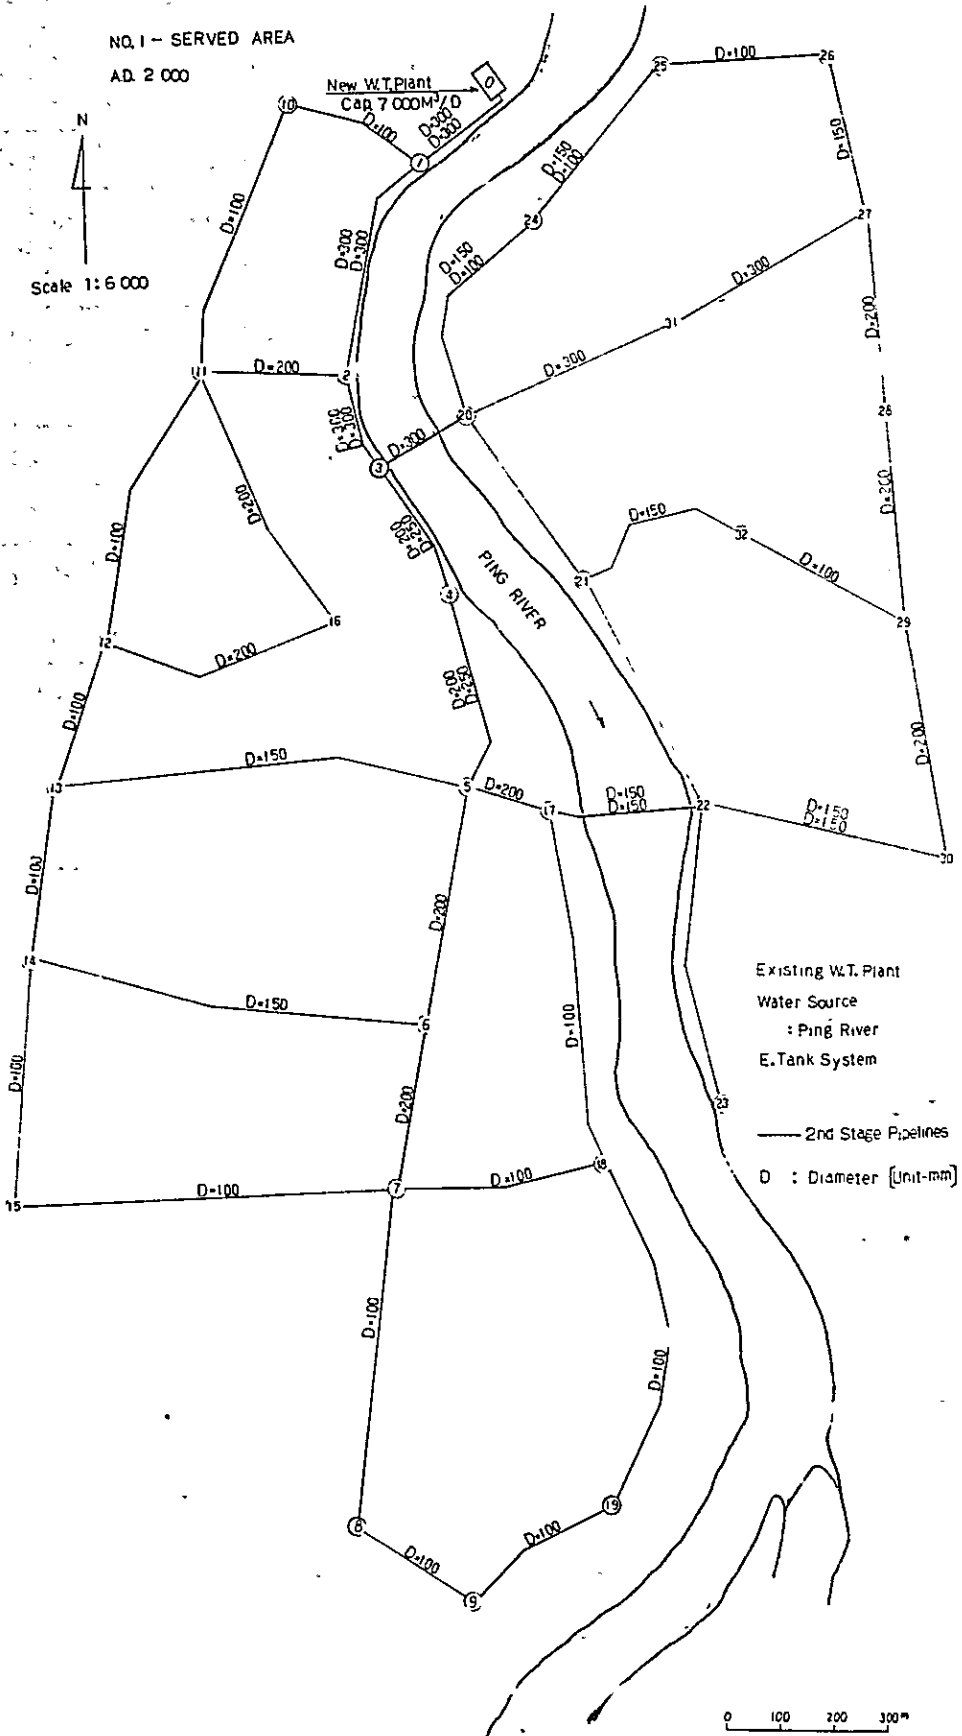 NO. 1 - SERVED AREA
A.D. 2 000
New W.T. Plant
Cap 7 000M³/D
0
N
Scale 1:6 000
25
D=100
26
10
D=100
D=300
D=300
1
D=150
D=100
D=150
24
27
D=100
D=300
D=300
D=150
D=100
D=300
31
D=200
11
D=200
2
D=300
28
D=300
D=300
20
D=300
3
D=200
D=200
D=150
32
D=100
D=200
D=250
D=100
21
PING RIVER
4
16
29
12
D=200
D=200
D=250
D=100
D=200
D=150
13
5
D=200
17
D=150
D=150
22
D=150
D=150
30
D=100
D=200
14
D=150
6
D=100
Existing W.T. Plant
Water Source
: Ping River
E. Tank System
D=100
D=200
23
2nd Stage Pipelines
D : Diameter [Unit-mm]
15
D=100
7
D=100
18
D=100
D=100
19
8
D=100
D=100
9
0 100 200 300m